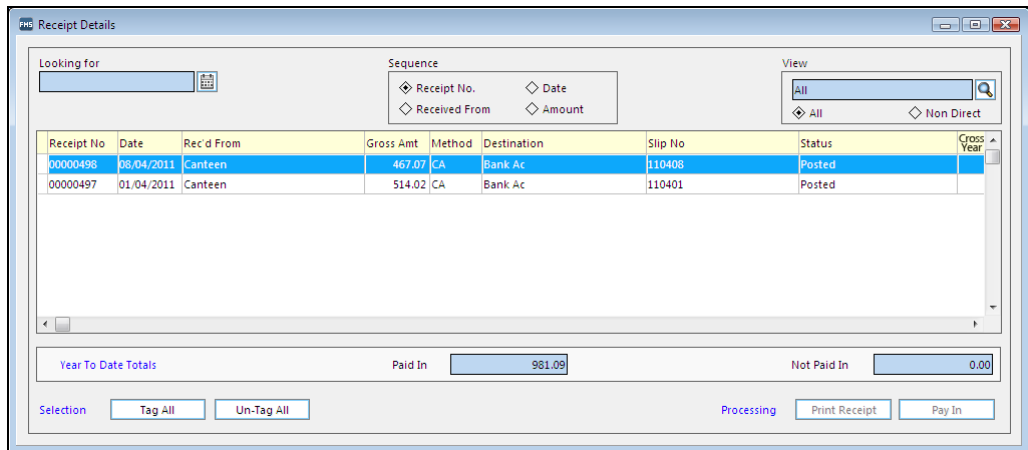 FMS Receipt Details
Looking for Sequence View
Receipt No. Date All
Received From Amount All Non Direct
Receipt No Date Rec'd From Gross Amt Method Destination Slip No Status Cross Year
00000498 08/04/2011 Canteen 467.07 CA Bank Ac 110408 Posted
00000497 01/04/2011 Canteen 514.02 CA Bank Ac 110401 Posted
Year To Date Totals Paid In 981.09 Not Paid In 0.00
Selection Tag All Un-Tag All Processing Print Receipt Pay In